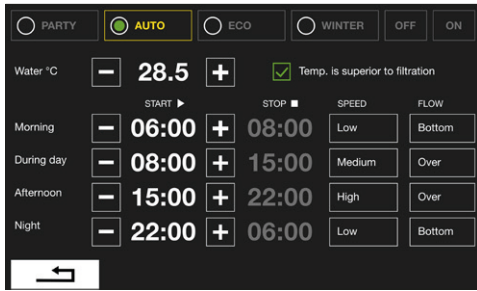 PARTY AUTO ECO WINTER OFF ON
Water °C − 28.5 + Temp. is superior to filtration
START STOP SPEED FLOW
Morning − 06:00 + 08:00 Low Bottom
During day − 08:00 + 15:00 Medium Over
Afternoon − 15:00 + 22:00 High Over
Night − 22:00 + 06:00 Low Bottom